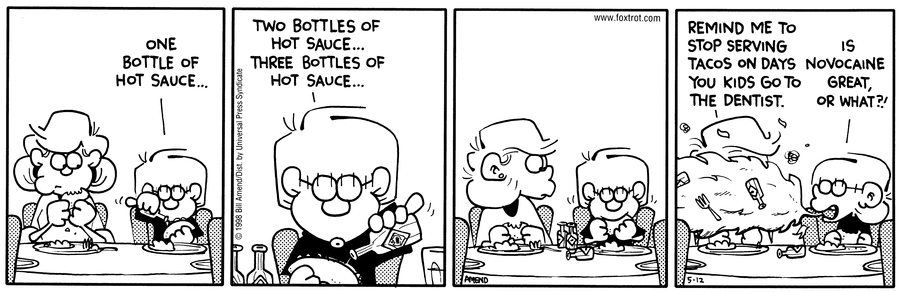 ONE
BOTTLE OF
HOT SAUCE...
© 1998 Bill Amend/Dist. by Universal Press Syndicate
TWO BOTTLES OF
HOT SAUCE...
THREE BOTTLES OF
HOT SAUCE...
www.foxtrot.com
AMEND
REMIND ME TO
STOP SERVING
TACOS ON DAYS
YOU KIDS GO TO
THE DENTIST.
IS
NOVOCAINE
GREAT,
OR WHAT?!
5-12